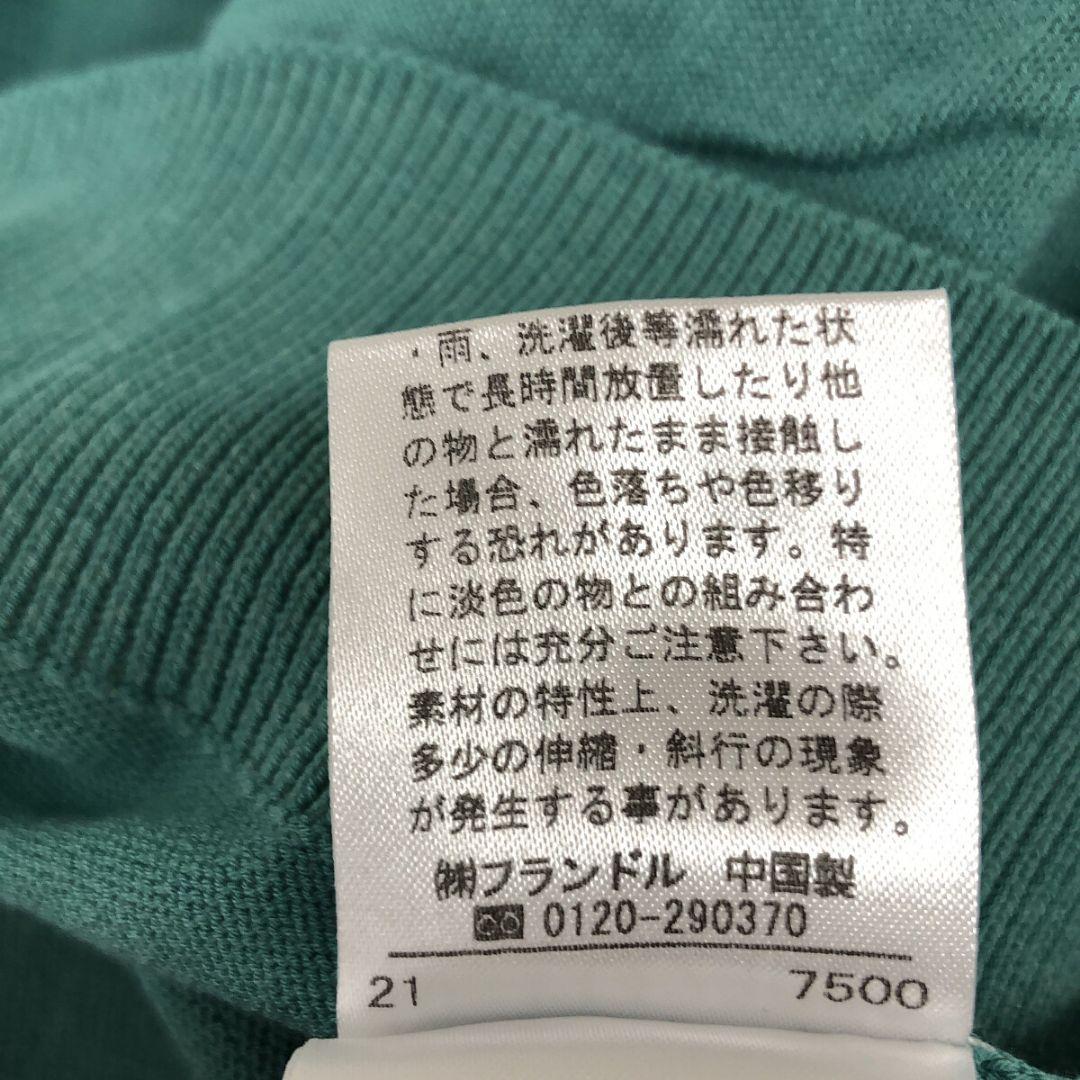 ・雨、洗濯後等濡れた状
態で長時間放置したり他
の物と濡れたまま接触し
た場合、色落ちや色移り
する恐れがあります。特
に淡色の物との組み合わ
せには充分ご注意下さい。
素材の特性上、洗濯の際
多少の伸縮・斜行の現象
が発生する事があります。
㈱フランドル 中国製
0120-290370
21 7500